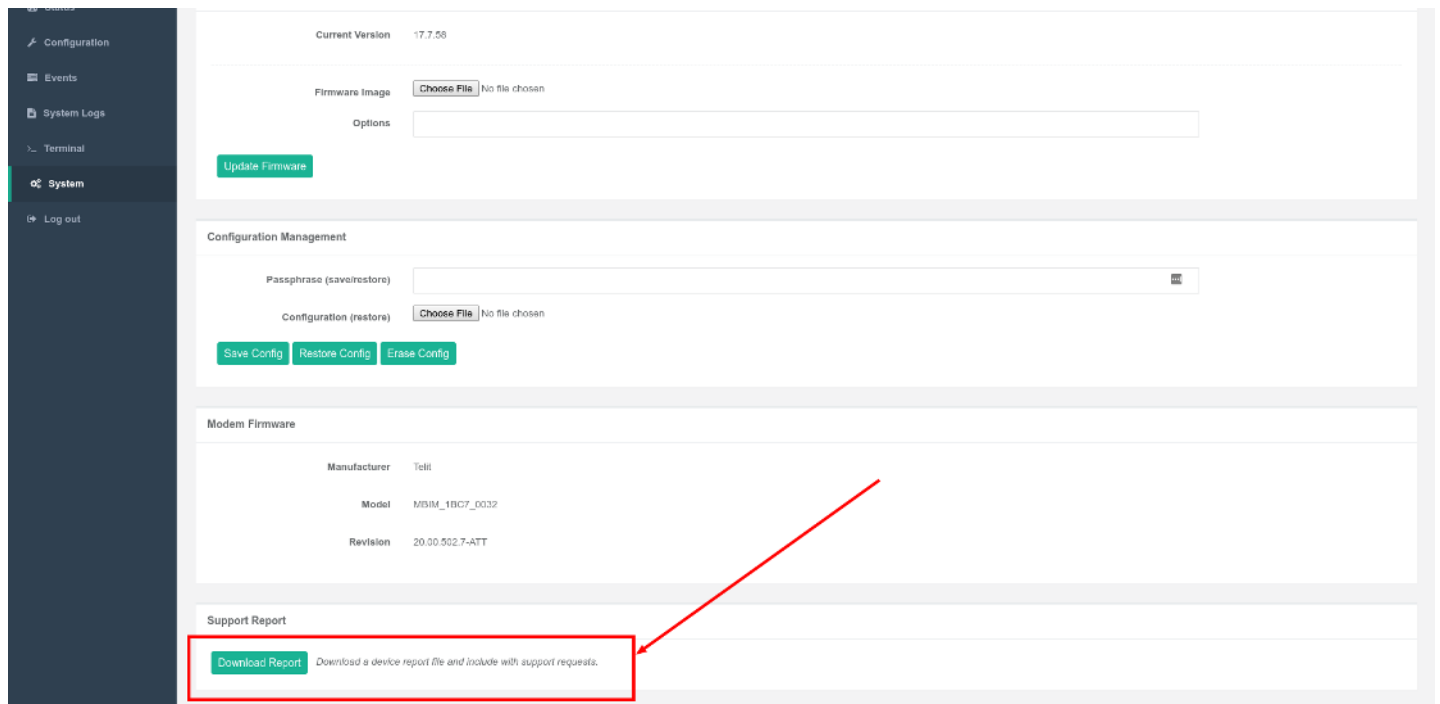 Status
Configuration
Events
System Logs
Terminal
System
Log out
Current Version 17.7.58
Firmware Image Choose File No file chosen
Options
Update Firmware
Configuration Management
Passphrase (save/restore)
Configuration (restore) Choose File No file chosen
Save Config Restore Config Erase Config
Modem Firmware
Manufacturer Telit
Model MBIM_1BC7_0032
Revision 20.00.502.7-ATT
Support Report
Download Report Download a device report file and include with support requests.